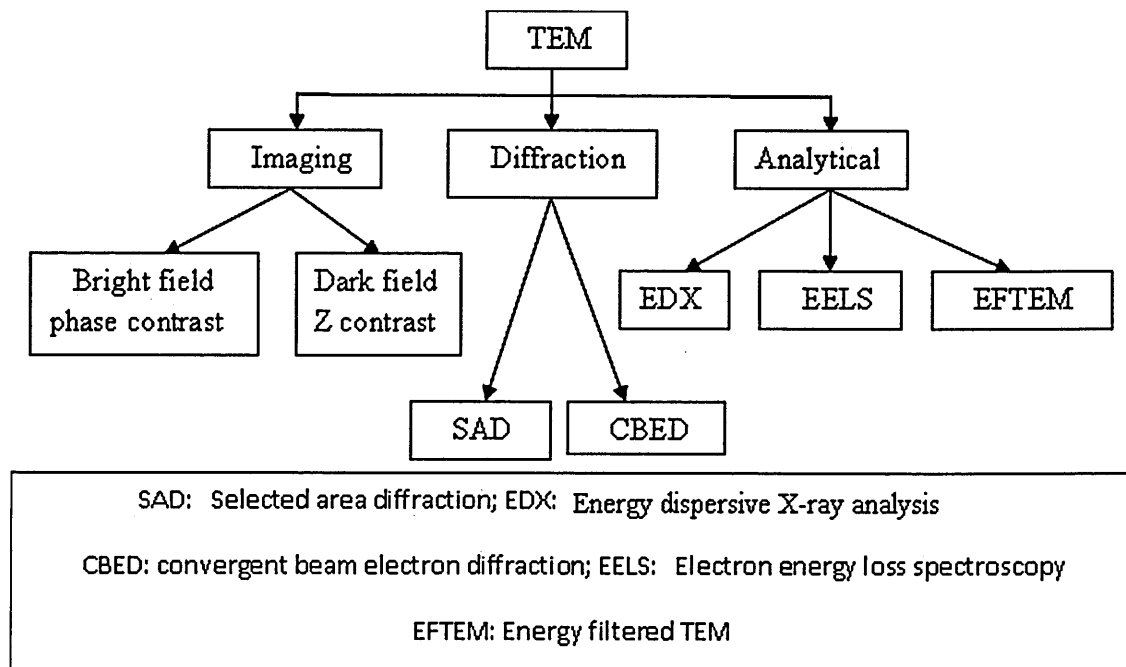 TEM
Imaging
Diffraction
Analytical
Bright field
phase contrast
Dark field
Z contrast
EDX
EELS
EFTEM
SAD
CBED
SAD: Selected area diffraction; EDX: Energy dispersive X-ray analysis
CBED: convergent beam electron diffraction; EELS: Electron energy loss spectroscopy
EFTEM: Energy filtered TEM